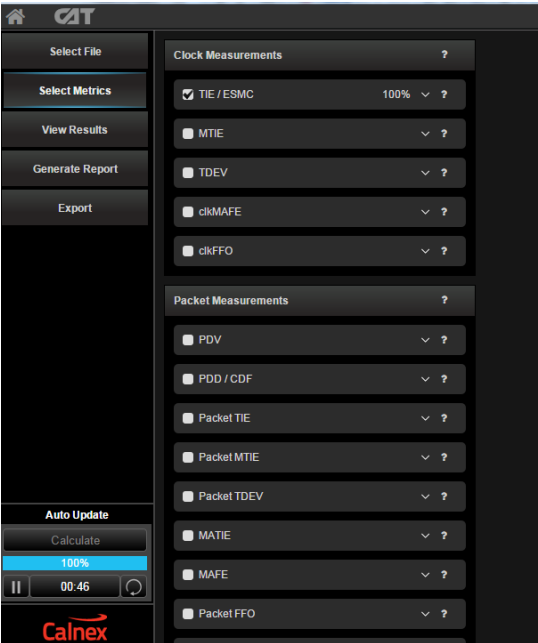 CAT
Select File
Select Metrics
View Results
Generate Report
Export
Clock Measurements ?
TIE / ESMC 100% ?
MTIE ?
TDEV ?
clkMAFE ?
clkFFO ?
Packet Measurements ?
PDV ?
PDD / CDF ?
Packet TIE ?
Packet MTIE ?
Packet TDEV ?
MATIE ?
MAFE ?
Packet FFO ?
Auto Update
Calculate
100%
00:46
Calnex